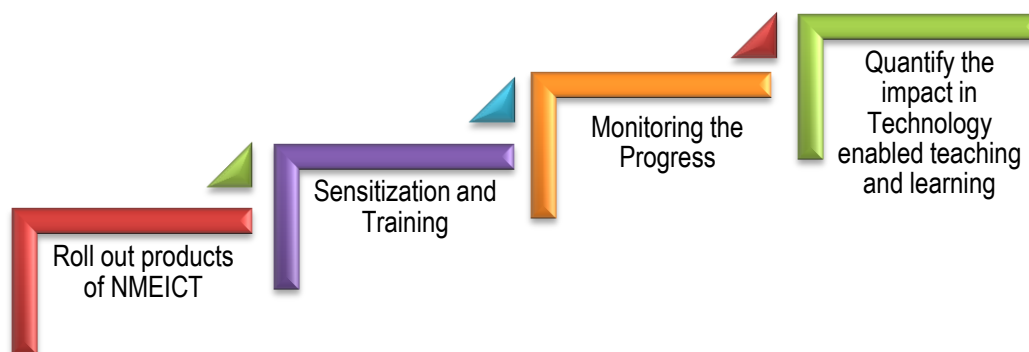 Roll out products
of NMEICT
Sensitization and
Training
Monitoring the
Progress
Quantify the
impact in
Technology
enabled teaching
and learning